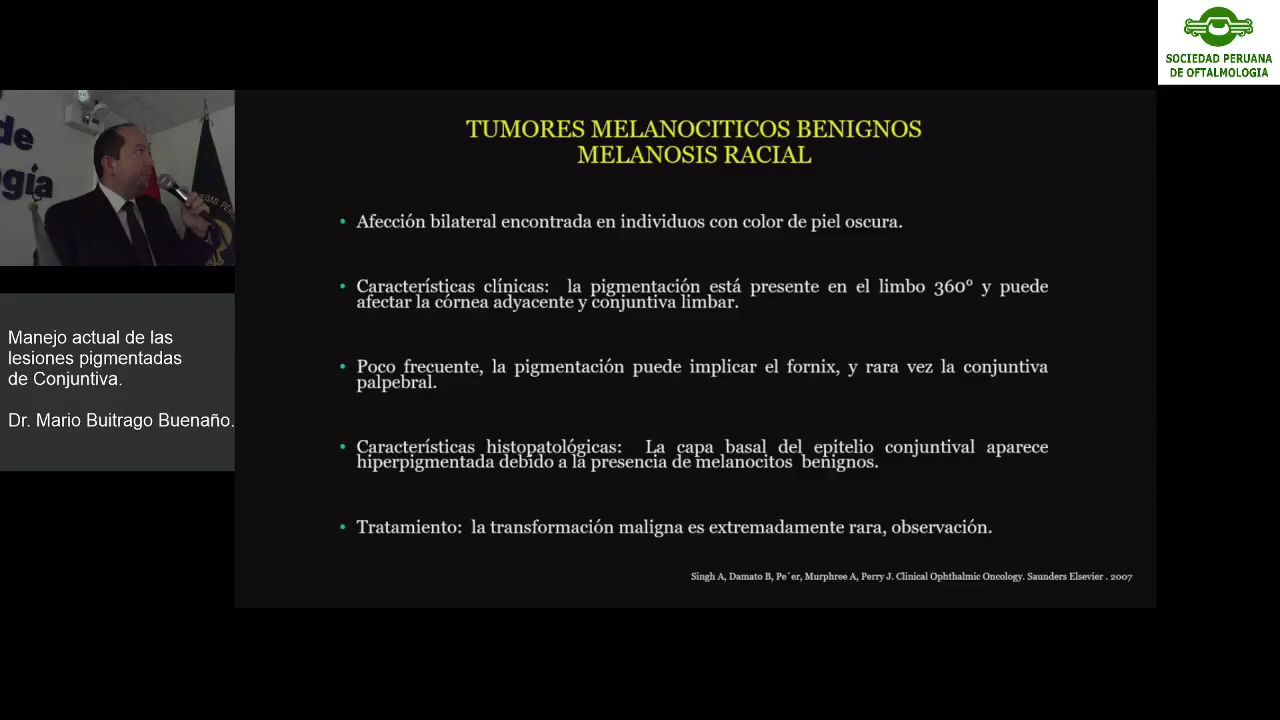 SOCIEDAD PERUANA
DE OFTALMOLOGIA
de
gía
TUMORES MELANOCITICOS BENIGNOS
MELANOSIS RACIAL
• Afección bilateral encontrada en individuos con color de piel oscura.
• Características clínicas: la pigmentación está presente en el limbo 360° y puede
afectar la córnea adyacente y conjuntiva limbar.
• Poco frecuente, la pigmentación puede implicar el fornix, y rara vez la conjuntiva
palpebral.
• Características histopatológicas: La capa basal del epitelio conjuntival aparece
hiperpigmentada debido a la presencia de melanocitos benignos.
• Tratamiento: la transformación maligna es extremadamente rara, observación.
Singh A, Damato B, Pe´er, Murphree A, Perry J. Clinical Ophthalmic Oncology. Saunders Elsevier . 2007
Manejo actual de las
lesiones pigmentadas
de Conjuntiva.
Dr. Mario Buitrago Buenaño.